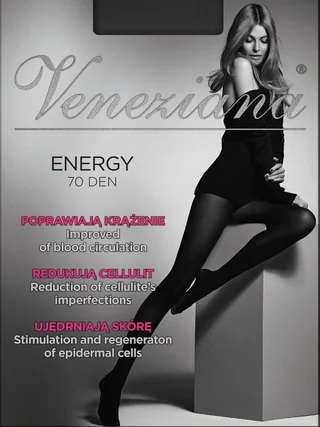 Veneziana®
ENERGY
70 DEN
POPRAWIAJĄ KRĄŻENIE
Improved
of blood circulation
REDUKUJĄ CELLULIT
Reduction of cellulite's
imperfections
UJĘDRNIAJĄ SKÓRĘ
Stimulation and regeneraton
of epidermal cells